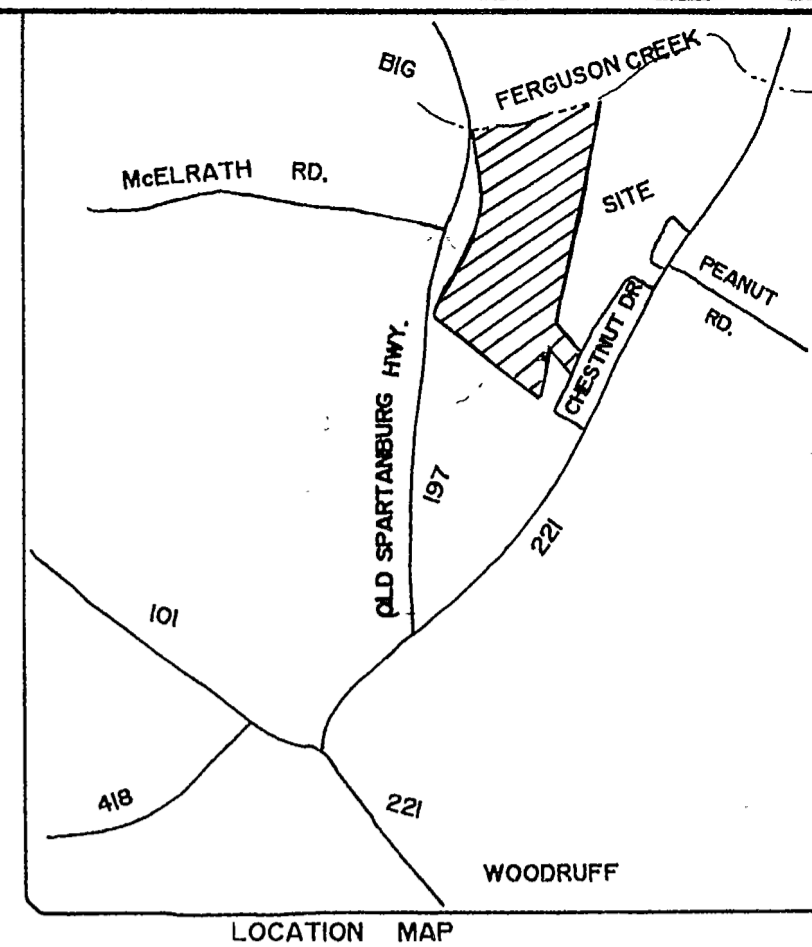 BIG
FERGUSON CREEK
McELRATH RD.
SITE
PEANUT
RD.
CHESTNUT DR.
OLD SPARTANBURG HWY.
197
221
101
418
221
WOODRUFF
LOCATION MAP